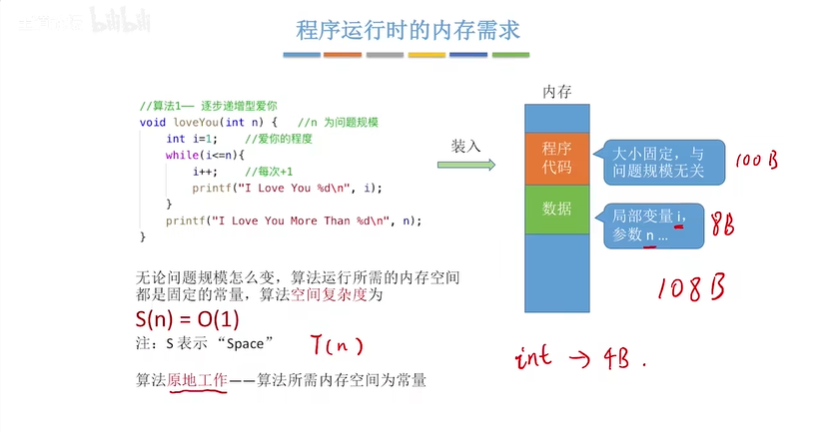 bilibili
程序运行时的内存需求
//算法1—— 逐步递增型爱你
void loveYou(int n) {   //n 为问题规模
int i=1;   //爱你的程度
while(i<=n){
i++;   //每次+1
printf("I Love You %d\n", i);
}
printf("I Love You More Than %d\n", n);
}
装入
内存
程序
代码
数据
大小固定，与
问题规模无关
100B
局部变量 i，
参数 n ...
8B
108B
int → 4B .
无论问题规模怎么变，算法运行所需的内存空间
都是固定的常量，算法空间复杂度为
S(n) = O(1)
注：S 表示 “Space”
T(n)
算法原地工作——算法所需内存空间为常量